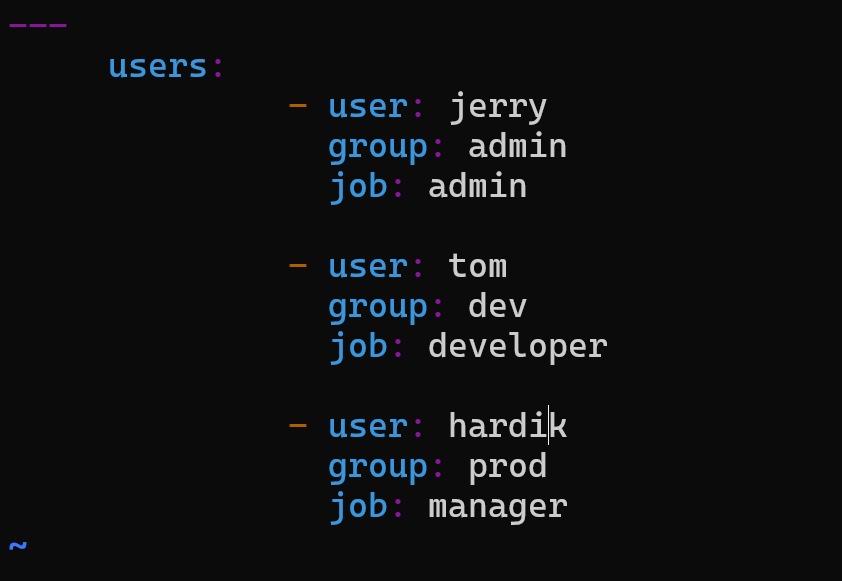 ---
users:
- user: jerry
group: admin
job: admin
- user: tom
group: dev
job: developer
- user: hardik
group: prod
job: manager
~